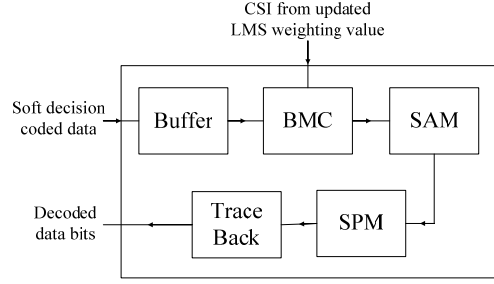 CSI from updated
LMS weighting value
Soft decision
coded data
Buffer
BMC
SAM
Decoded
data bits
Trace
Back
SPM